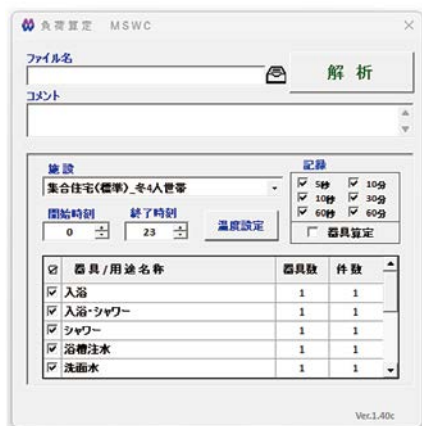 負荷算定 MSWC
ファイル名
解析
コメント
施設
集合住宅(標準)_冬4人世帯
記録
5秒 10分
10秒 30分
60秒 60分
器具算定
開始時刻 終了時刻
0 23
温度設定
器具/用途名称 器具数 件数
入浴 1 1
入浴・シャワー 1 1
シャワー 1 1
浴槽注水 1 1
洗面水 1 1
Ver.1.40c